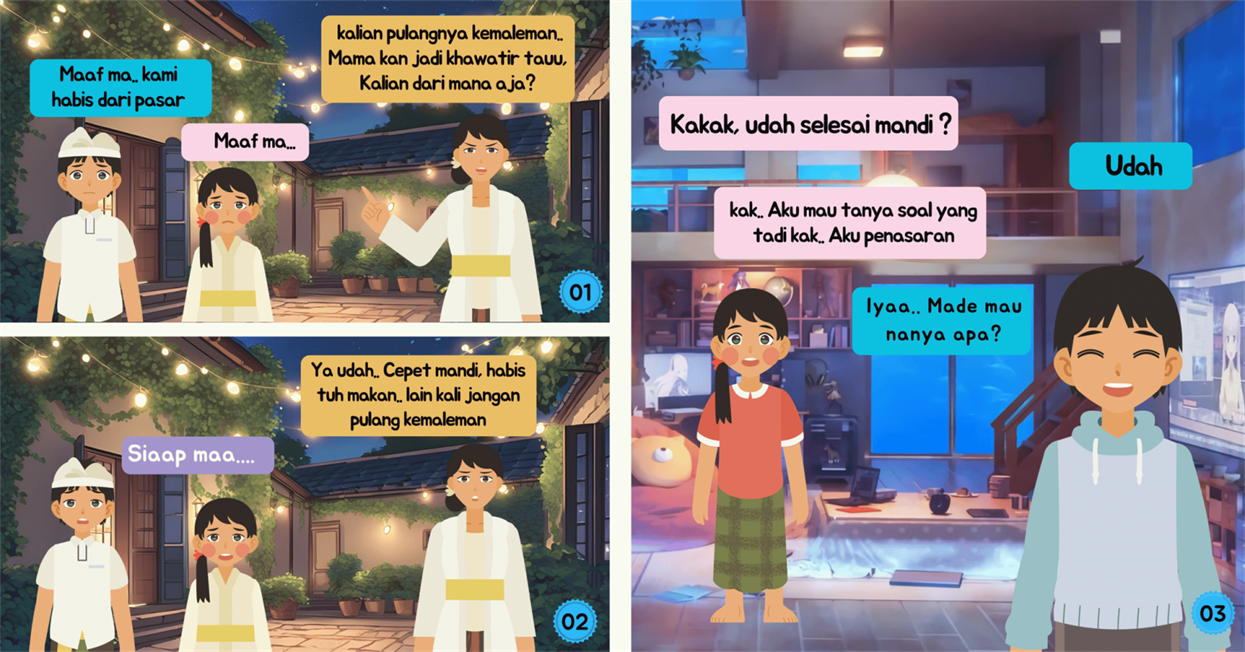 kalian pulangnya kemaleman..
Mama kan jadi khawatir tauu,
Kalian dari mana aja?
Maaf ma.. kami
habis dari pasar
Maaf ma...
01
Ya udah.. Cepet mandi, habis
tuh makan.. lain kali jangan
pulang kemaleman
Siaap maa....
02
Kakak, udah selesai mandi ?
Udah
kak.. Aku mau tanya soal yang
tadi kak.. Aku penasaran
Iyaa.. Made mau
nanya apa?
03